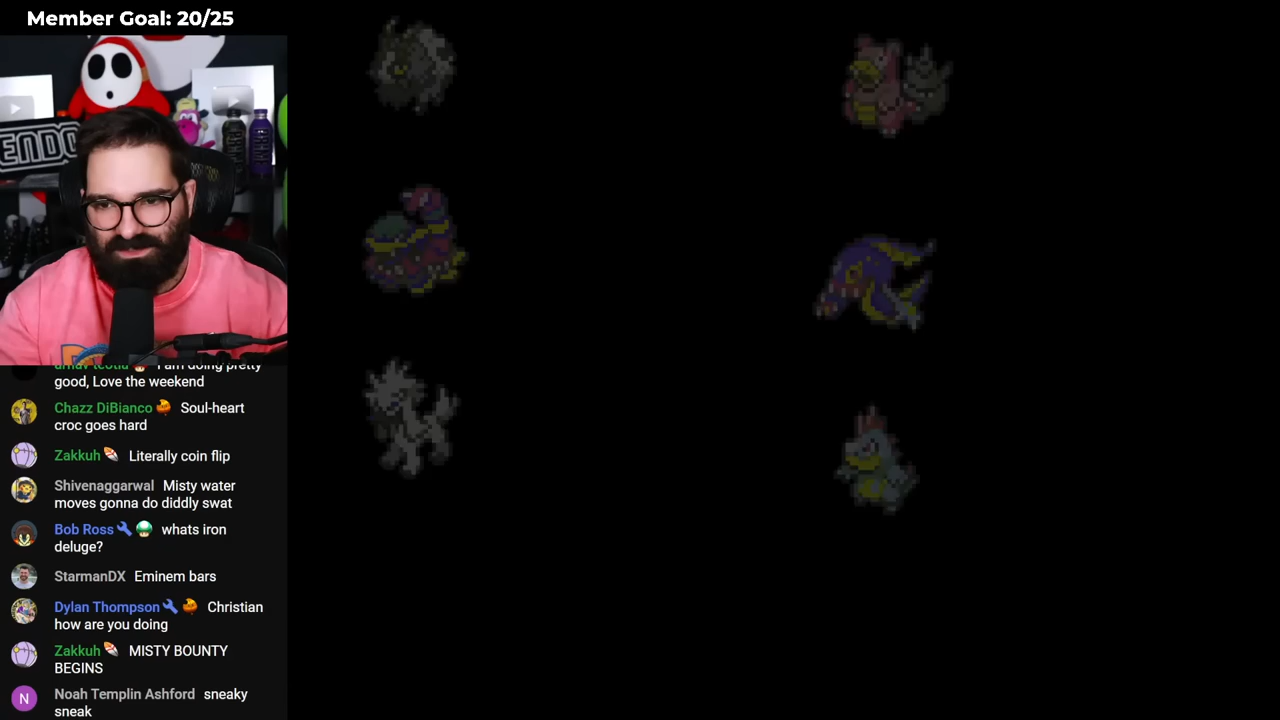 Member Goal: 20/25
ENDO
good, Love the weekend
Chazz DiBianco Soul-heart
croc goes hard
Zakkuh Literally coin flip
Shivenaggarwal Misty water
moves gonna do diddly swat
Bob Ross whats iron
deluge?
StarmanDX Eminem bars
Dylan Thompson Christian
how are you doing
Zakkuh MISTY BOUNTY
BEGINS
N Noah Templin Ashford sneaky
sneak